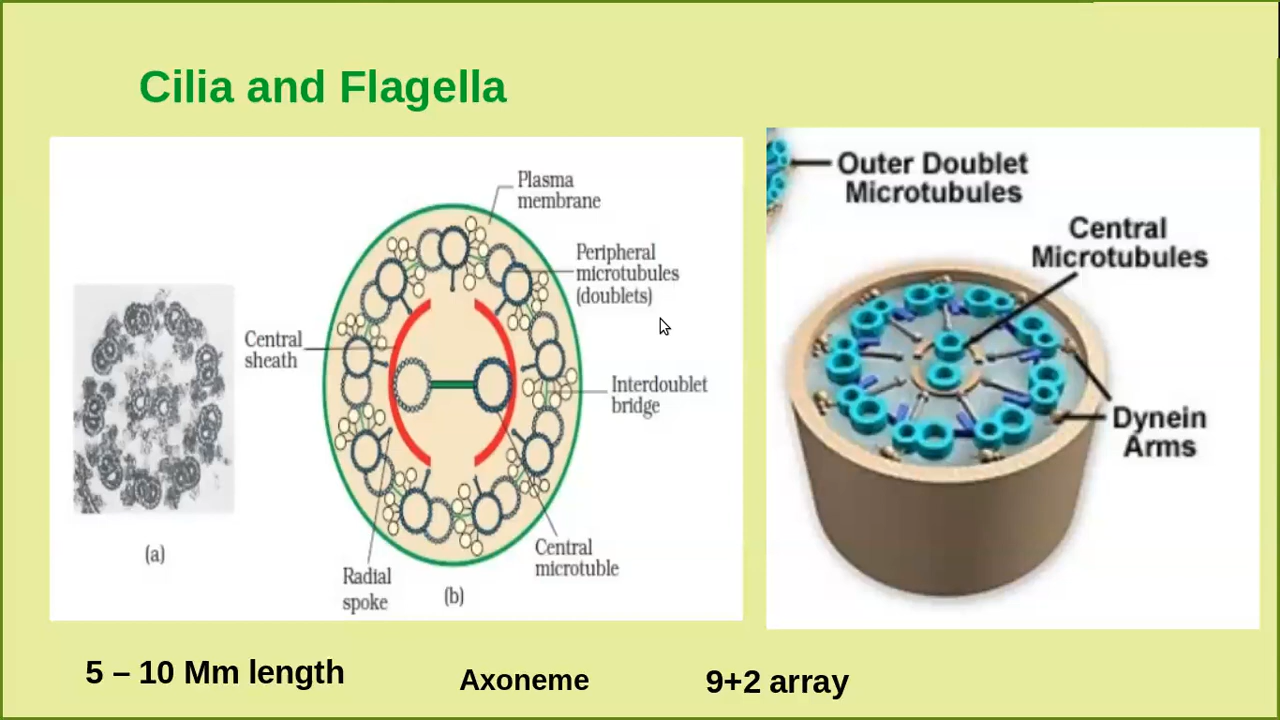 Cilia and Flagella
Plasma
membrane
Peripheral
microtubules
(doublets)
Central
sheath
Interdoublet
bridge
Central
microtuble
Radial
spoke
(a)
(b)
Outer Doublet
Microtubules
Central
Microtubules
Dynein
Arms
5 – 10 Mm length
Axoneme
9+2 array